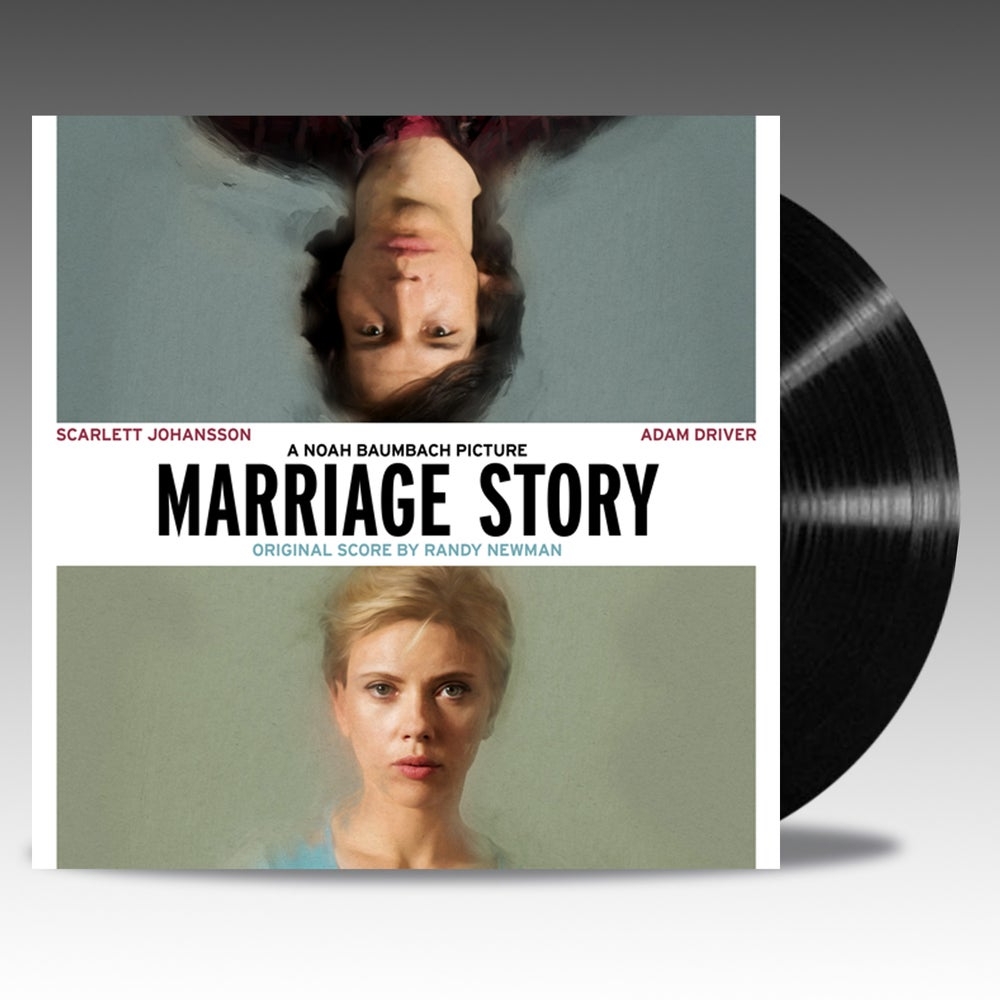 SCARLETT JOHANSSON
ADAM DRIVER
A NOAH BAUMBACH PICTURE
MARRIAGE STORY
ORIGINAL SCORE BY RANDY NEWMAN